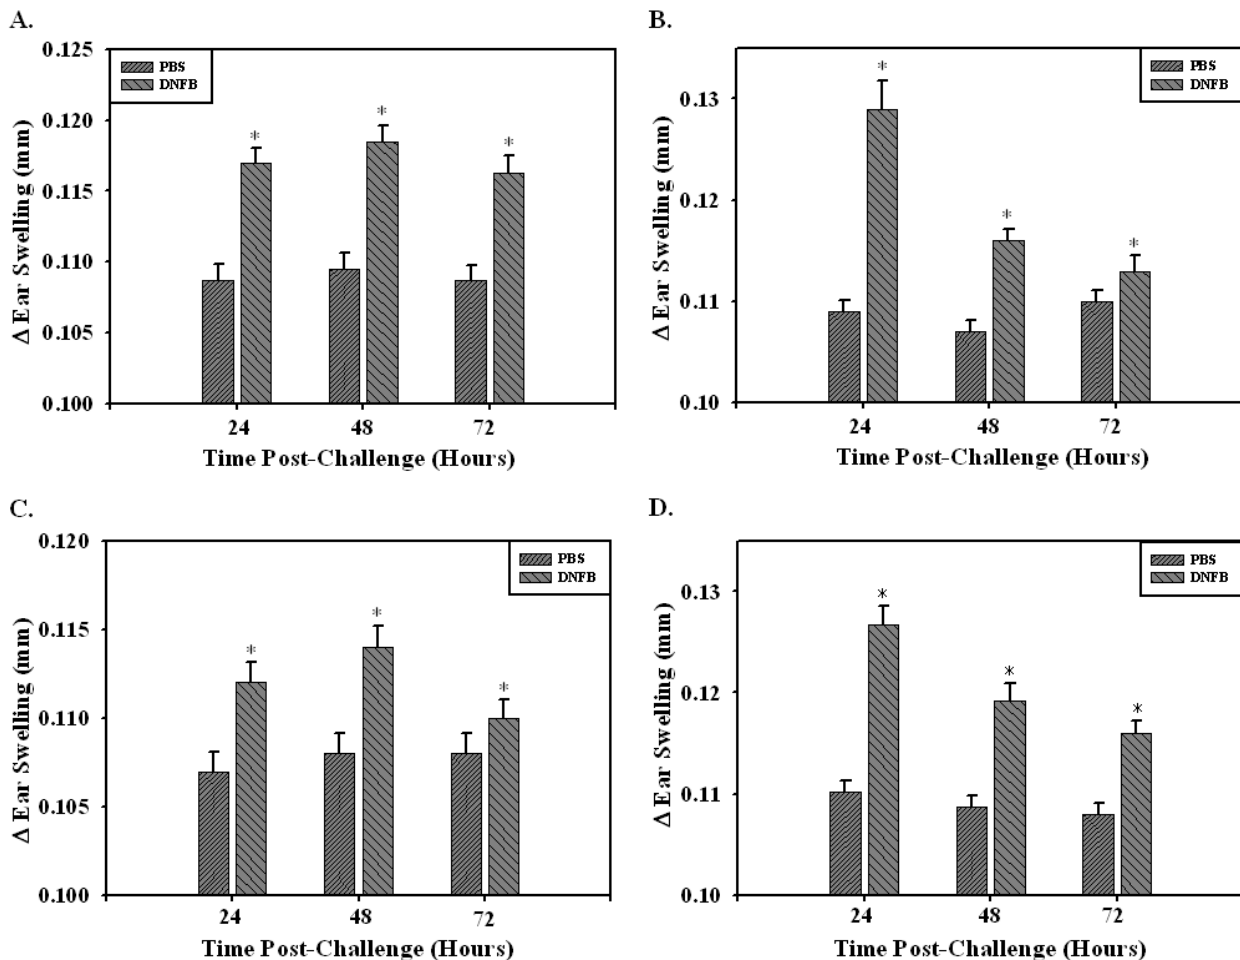 A.
0.125
0.120
0.115
0.110
0.105
0.100
Δ Ear Swelling (mm)
PBS
DNFB
*
*
*
24
48
72
Time Post-Challenge (Hours)
B.
0.13
0.12
0.11
0.10
Δ Ear Swelling (mm)
PBS
DNFB
*
*
*
24
48
72
Time Post-Challenge (Hours)
C.
0.120
0.115
0.110
0.105
0.100
Δ Ear Swelling (mm)
PBS
DNFB
*
*
*
24
48
72
Time Post-Challenge (Hours)
D.
0.13
0.12
0.11
0.10
Δ Ear Swelling (mm)
PBS
DNFB
*
*
*
24
48
72
Time Post-Challenge (Hours)